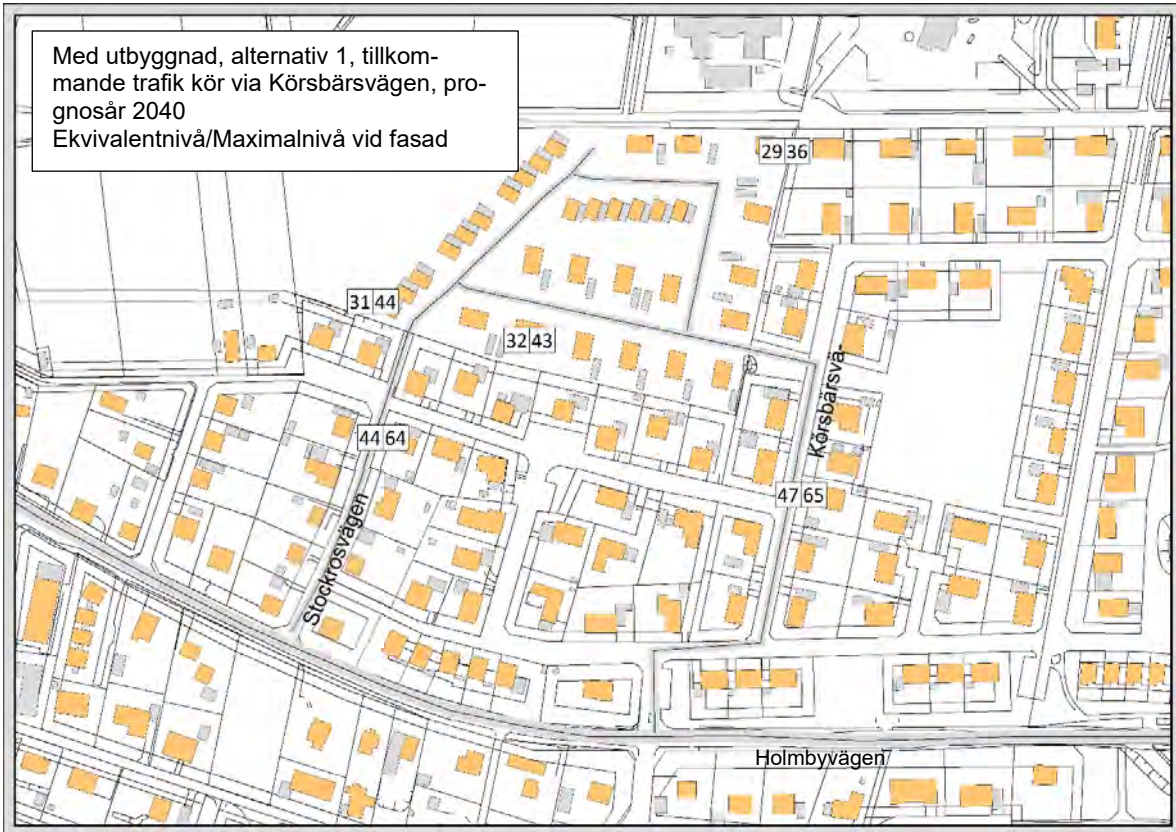 Med utbyggnad, alternativ 1, tillkom-
mande trafik kör via Körsbärsvägen, pro-
gnosår 2040
Ekvivalentnivå/Maximalnivå vid fasad
29 36
31 44
32 43
44 64
Körsbärsvä-
47 65
Stockrosvägen
Holmbyvägen